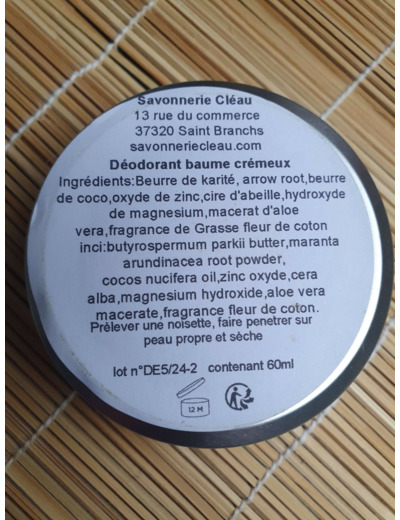 Savonnerie Cléau
13 rue du commerce
37320 Saint Branchs
savonneriecleau.com
Déodorant baume crémeux
Ingrédients:Beurre de karité, arrow root,beurre
de coco,oxyde de zinc,cire d'abeille,hydroxyde
de magnesium,macerat d'aloe
vera,fragrance de Grasse fleur de coton
inci:butyrospermum parkii butter,maranta
arundinacea root powder,
cocos nucifera oil,zinc oxyde,cera
alba,magnesium hydroxide,aloe vera
macerate,fragrance fleur de coton.
Prélever une noisette, faire penetrer sur
peau propre et sèche
lot n°DE5/24-2 contenant 60ml
12 M